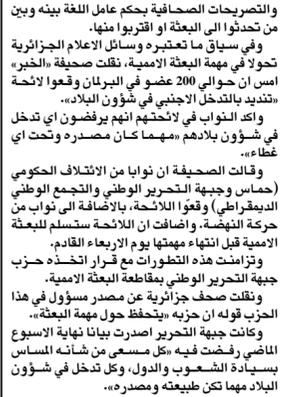 والتصريحات الصحافية بحكم عامل اللغة بينه وبين
من تحدثوا الى البعثة او اقتربوا منها.
وفي سياق ما تعتبره وسائل الاعلام الجزائرية
تحولا في مهمة البعثة الاممية، نقلت صحيفة «الخبر»
امس ان حوالي 200 عضو في البرلمان وقعوا لائحة
«تنديد بالتدخل الاجنبي في شؤون البلاد».
واكد النواب في لائحتهم انهم يرفضون اي تدخل
في شؤون بلادهم «مهما كان مصدره وتحت اي
غطاء».
وقالت الصحيفة ان نوابا من الائتلاف الحكومي
(حماس وجبهة التحرير الوطني والتجمع الوطني
الديمقراطي) وقعوا اللائحة، بالاضافة الى نواب من
حركة النهضة. واضافت ان اللائحة ستسلم للبعثة
الاممية قبل انتهاء مهمتها يوم الاربعاء القادم.
وتزامنت هذه التطورات مع قرار اتخذه حزب
جبهة التحرير الوطني بمقاطعة البعثة الاممية.
ونقلت صحف جزائرية عن مصدر مسؤول في هذا
الحزب قوله ان حزبه «يتحفظ حول مهمة البعثة».
وكانت جبهة التحرير اصدرت بيانا نهاية الاسبوع
الماضي رفضت فيه «كل مسعى من شأنه المساس
بسيادة الشعوب والدول، وكل تدخل في شؤون
البلاد مهما تكن طبيعته ومصدره».